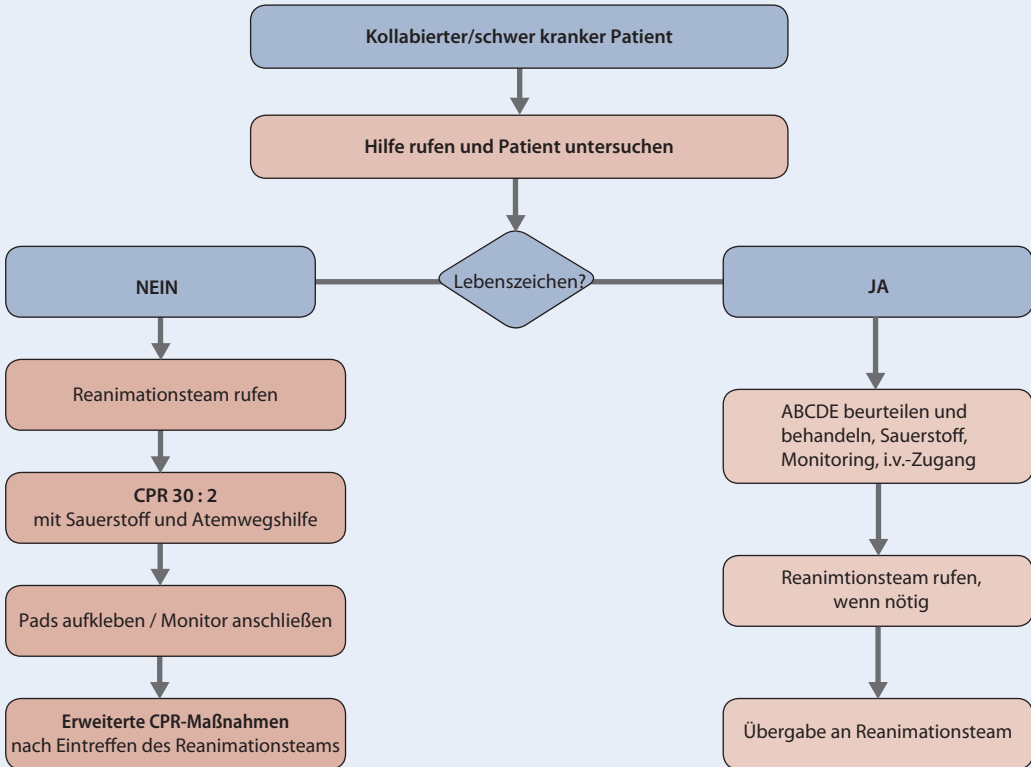 Kollabierter/schwer kranker Patient
Hilfe rufen und Patient untersuchen
Lebenszeichen?
NEIN
Reanimationsteam rufen
CPR 30 : 2
mit Sauerstoff und Atemwegshilfe
Pads aufkleben / Monitor anschließen
Erweiterte CPR-Maßnahmen
nach Eintreffen des Reanimationsteams
JA
ABCDE beurteilen und
behandeln, Sauerstoff,
Monitoring, i.v.-Zugang
Reanimtionsteam rufen,
wenn nötig
Übergabe an Reanimationsteam